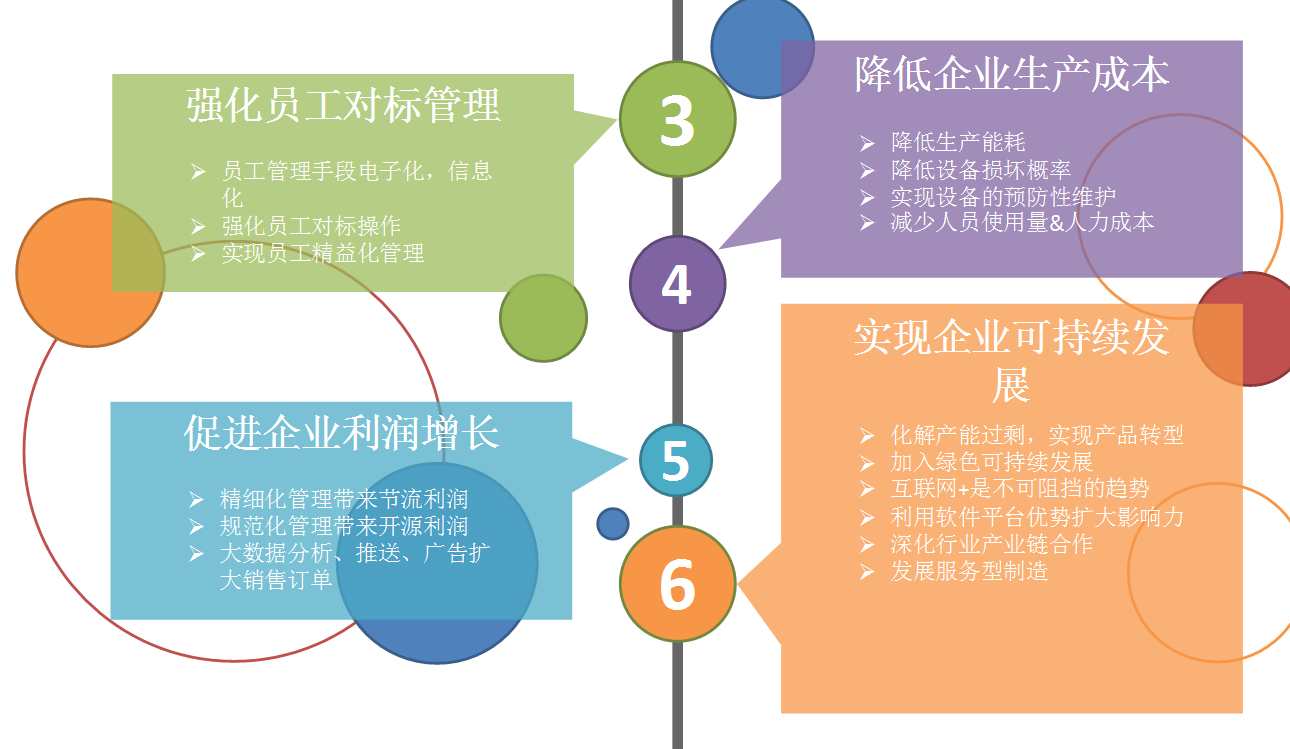 3
强化员工对标管理
➢ 员工管理手段电子化，信息
化
➢ 强化员工对标操作
➢ 实现员工精益化管理
4
降低企业生产成本
➢ 降低生产能耗
➢ 降低设备损坏概率
➢ 实现设备的预防性维护
➢ 减少人员使用量&人力成本
5
促进企业利润增长
➢ 精细化管理带来节流利润
➢ 规范化管理带来开源利润
➢ 大数据分析、推送、广告扩
大销售订单
6
实现企业可持续发
展
➢ 化解产能过剩，实现产品转型
➢ 加入绿色可持续发展
➢ 互联网+是不可阻挡的趋势
➢ 利用软件平台优势扩大影响力
➢ 深化行业产业链合作
➢ 发展服务型制造